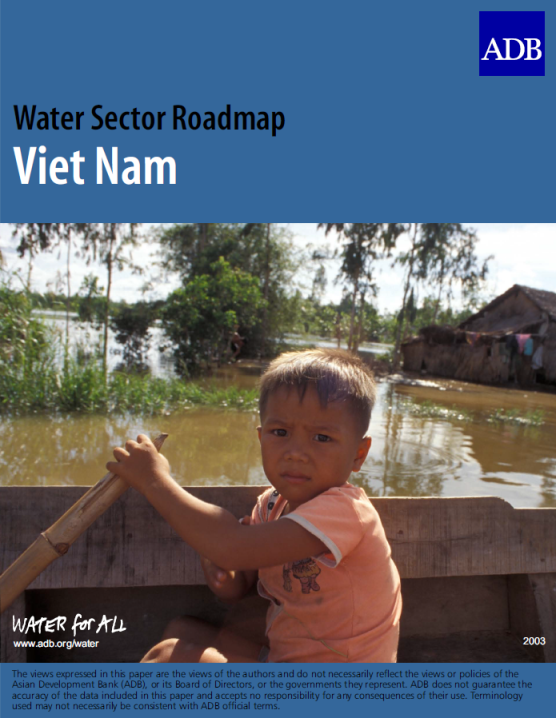 ADB
Water Sector Roadmap
Viet Nam
WATER for ALL
www.adb.org/water
2003
The views expressed in this paper are the views of the authors and do not necessarily reflect the views or policies of the
Asian Development Bank (ADB), or its Board of Directors, or the governments they represent. ADB does not guarantee the
accuracy of the data included in this paper and accepts no responsibility for any consequences of their use. Terminology
used may not necessarily be consistent with ADB official terms.